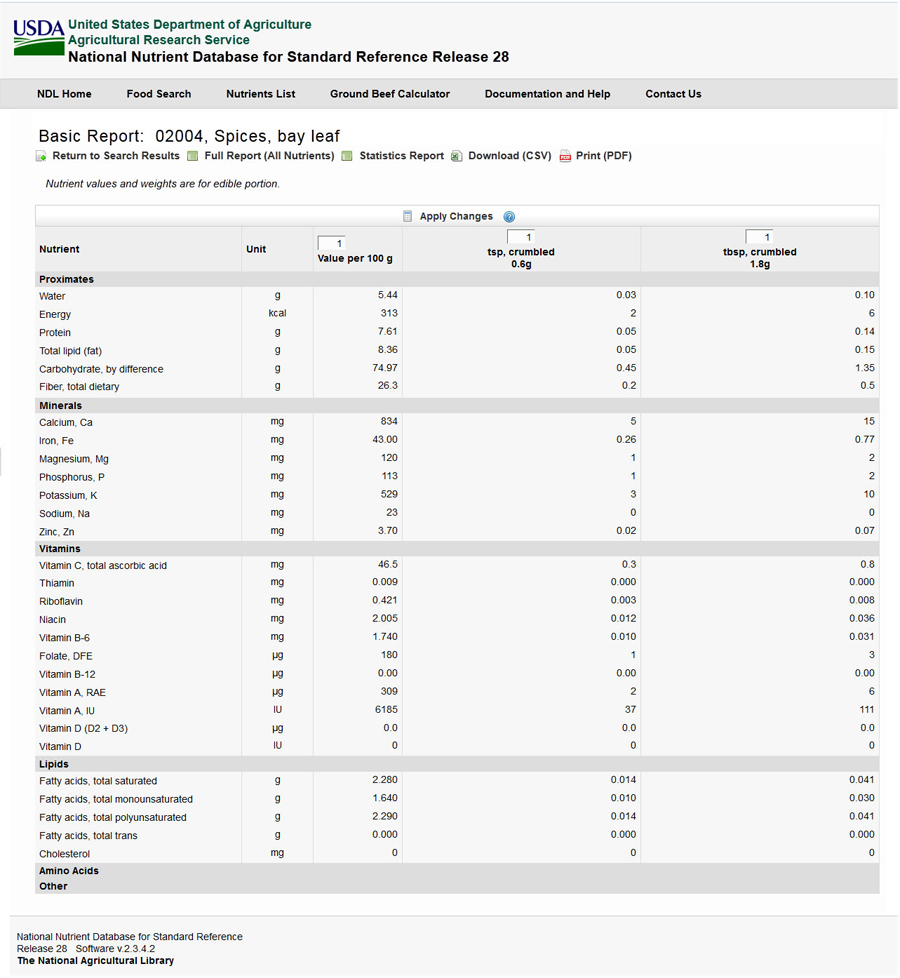 USDA United States Department of Agriculture
Agricultural Research Service
National Nutrient Database for Standard Reference Release 28
NDL Home Food Search Nutrients List Ground Beef Calculator Documentation and Help Contact Us
Basic Report: 02004, Spices, bay leaf
Return to Search Results Full Report (All Nutrients) Statistics Report Download (CSV) Print (PDF)
Nutrient values and weights are for edible portion.
Apply Changes ?
Nutrient Unit 1 Value per 100 g 1 tsp, crumbled 0.6g 1 tbsp, crumbled 1.8g
Proximates
Water g 5.44 0.03 0.10
Energy kcal 313 2 6
Protein g 7.61 0.05 0.14
Total lipid (fat) g 8.36 0.05 0.15
Carbohydrate, by difference g 74.97 0.45 1.35
Fiber, total dietary g 26.3 0.2 0.5
Minerals
Calcium, Ca mg 834 5 15
Iron, Fe mg 43.00 0.26 0.77
Magnesium, Mg mg 120 1 2
Phosphorus, P mg 113 1 2
Potassium, K mg 529 3 10
Sodium, Na mg 23 0 0
Zinc, Zn mg 3.70 0.02 0.07
Vitamins
Vitamin C, total ascorbic acid mg 46.5 0.3 0.8
Thiamin mg 0.009 0.000 0.000
Riboflavin mg 0.421 0.003 0.008
Niacin mg 2.005 0.012 0.036
Vitamin B-6 mg 1.740 0.010 0.031
Folate, DFE µg 180 1 3
Vitamin B-12 µg 0.00 0.00 0.00
Vitamin A, RAE µg 309 2 6
Vitamin A, IU IU 6185 37 111
Vitamin D (D2 + D3) µg 0.0 0.0 0.0
Vitamin D IU 0 0 0
Lipids
Fatty acids, total saturated g 2.280 0.014 0.041
Fatty acids, total monounsaturated g 1.640 0.010 0.030
Fatty acids, total polyunsaturated g 2.290 0.014 0.041
Fatty acids, total trans g 0.000 0.000 0.000
Cholesterol mg 0 0 0
Amino Acids
Other
National Nutrient Database for Standard Reference
Release 28 Software v.2.3.4.2
The National Agricultural Library